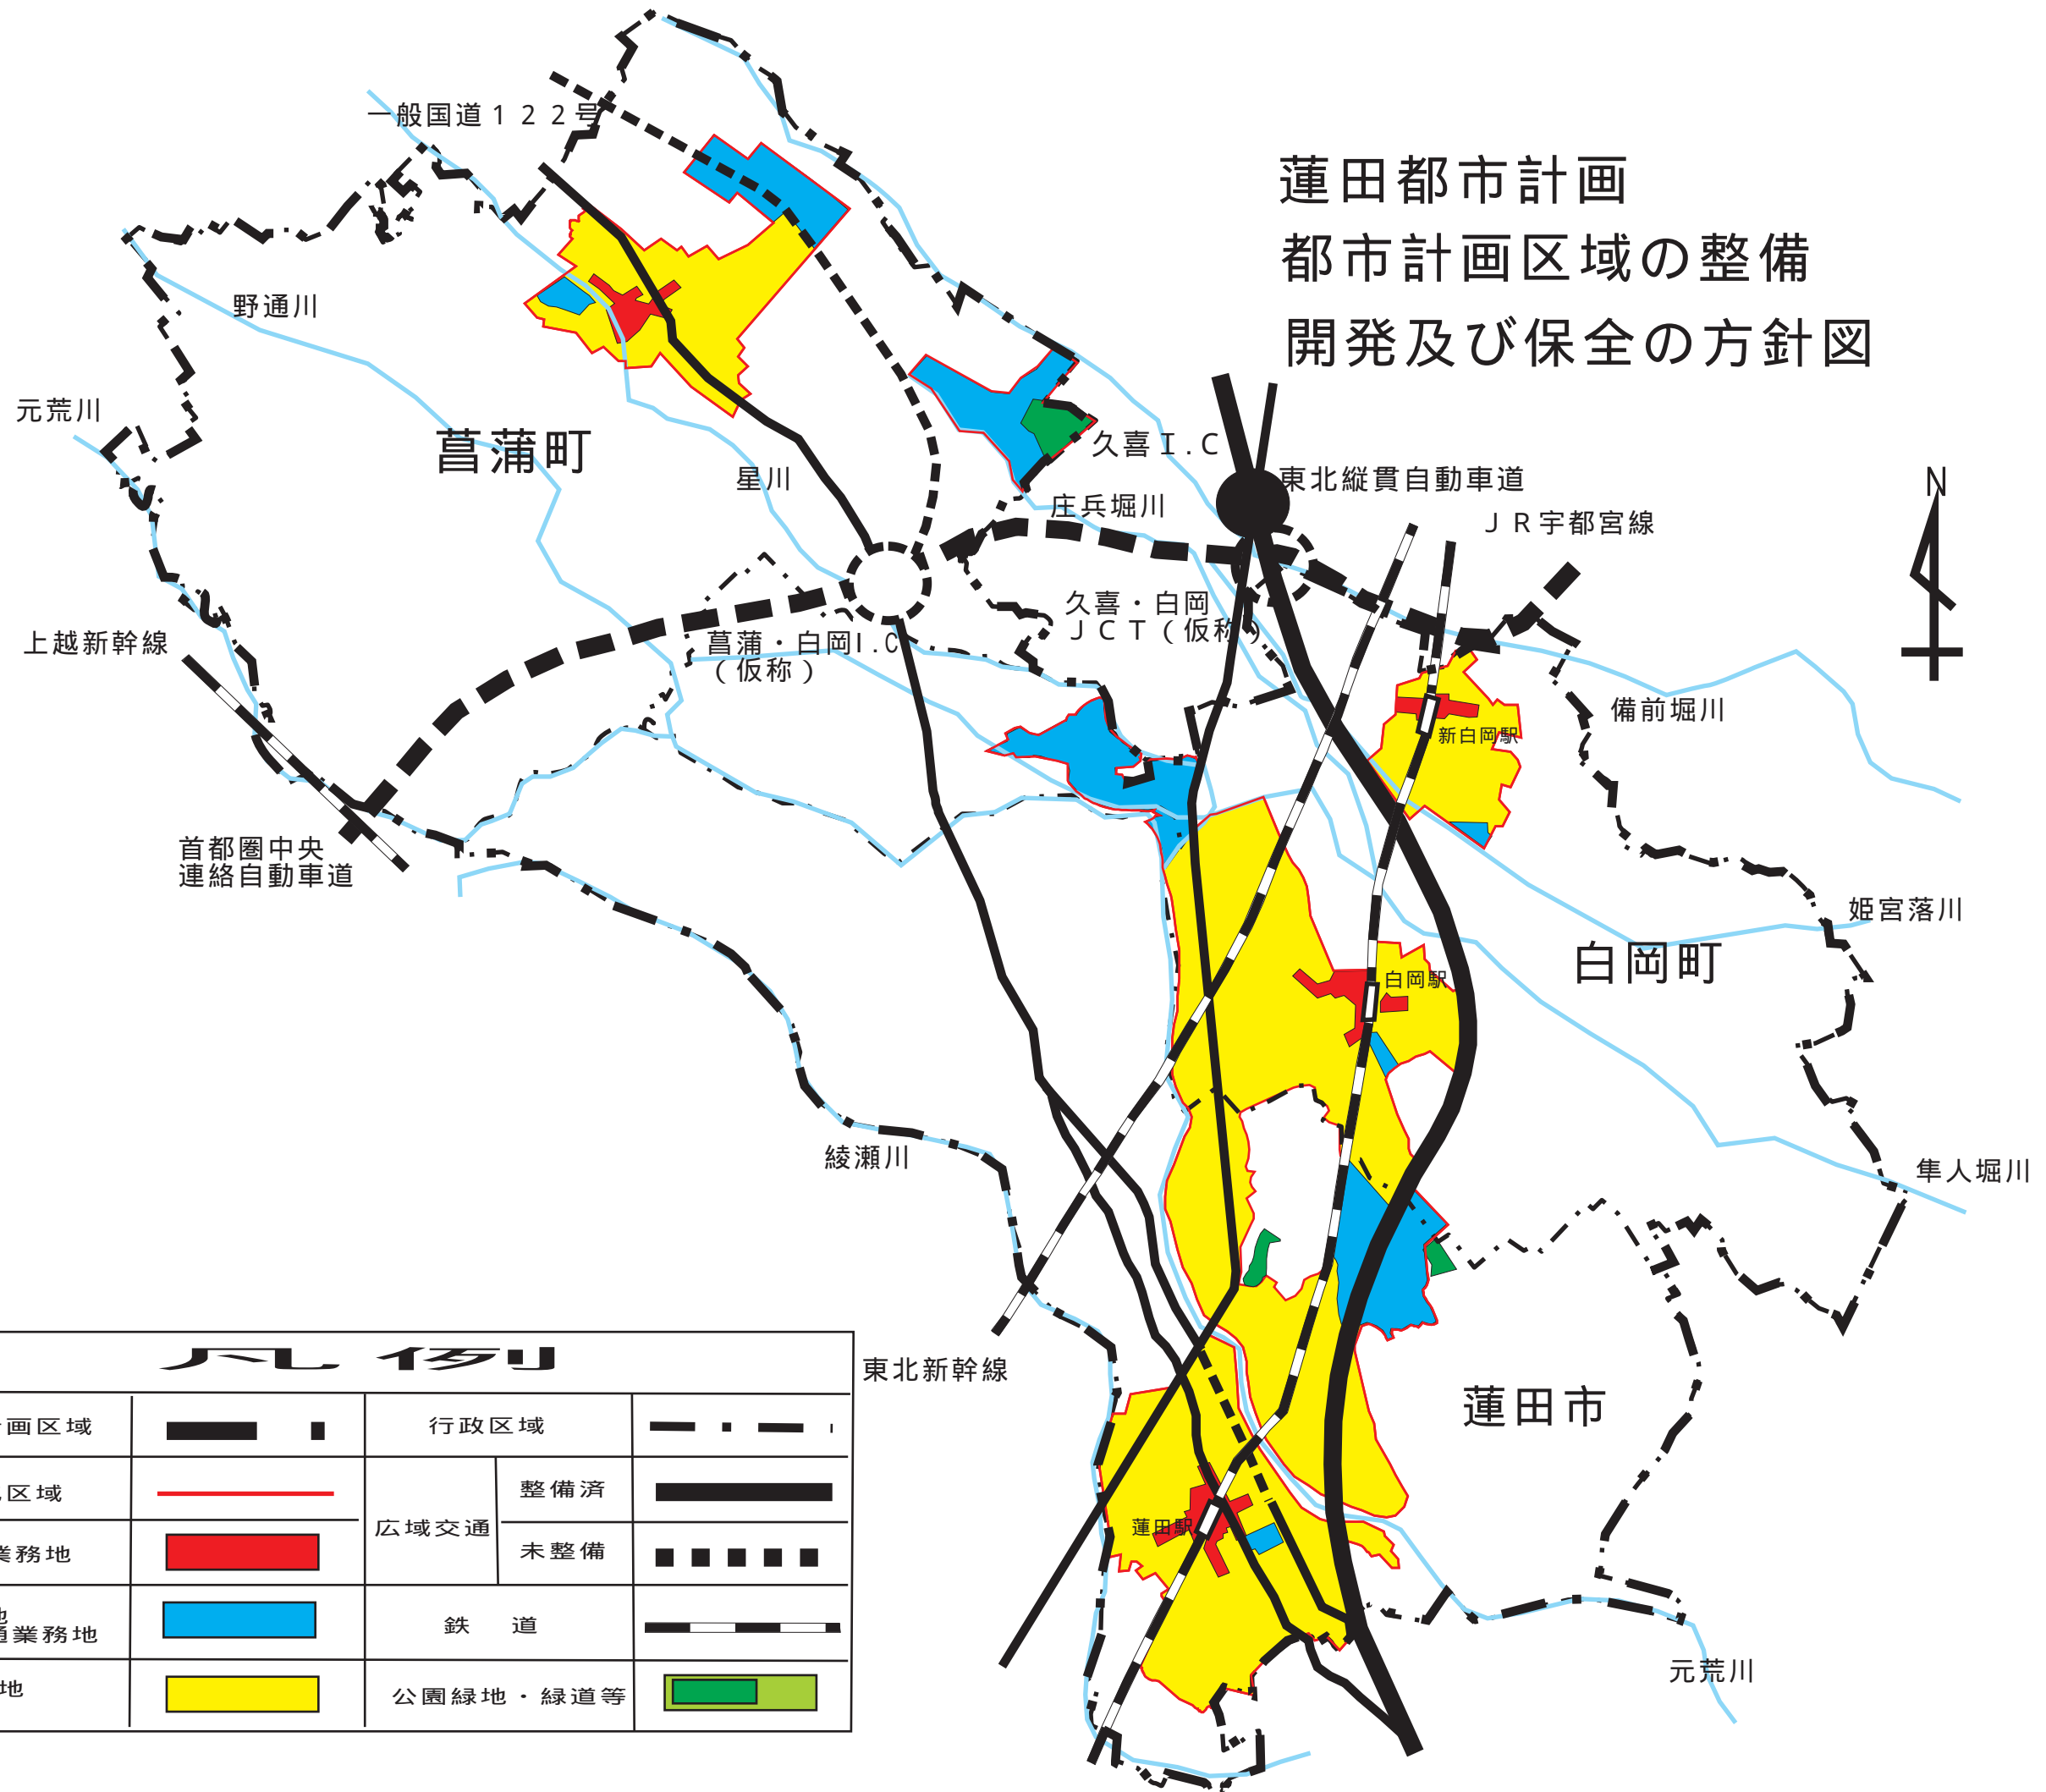 蓮田都市計画
都市計画区域の整備
開発及び保全の方針図
一般国道１２２号
野通川
元荒川
菖蒲町
星川
久喜Ｉ.Ｃ
東北縦貫自動車道
庄兵堀川
ＪＲ宇都宮線
N
久喜・白岡
ＪＣＴ（仮称）
菖蒲・白岡I.C
（仮称）
上越新幹線
備前堀川
新白岡駅
首都圏中央
連絡自動車道
姫宮落川
白岡町
白岡駅
綾瀬川
隼人堀川
東北新幹線
蓮田市
蓮田駅
元荒川
凡例
画区域
行政区域
区域
整備済
広域交通
業務地
未整備
地
通業務地
鉄　道
地
公園緑地・緑道等